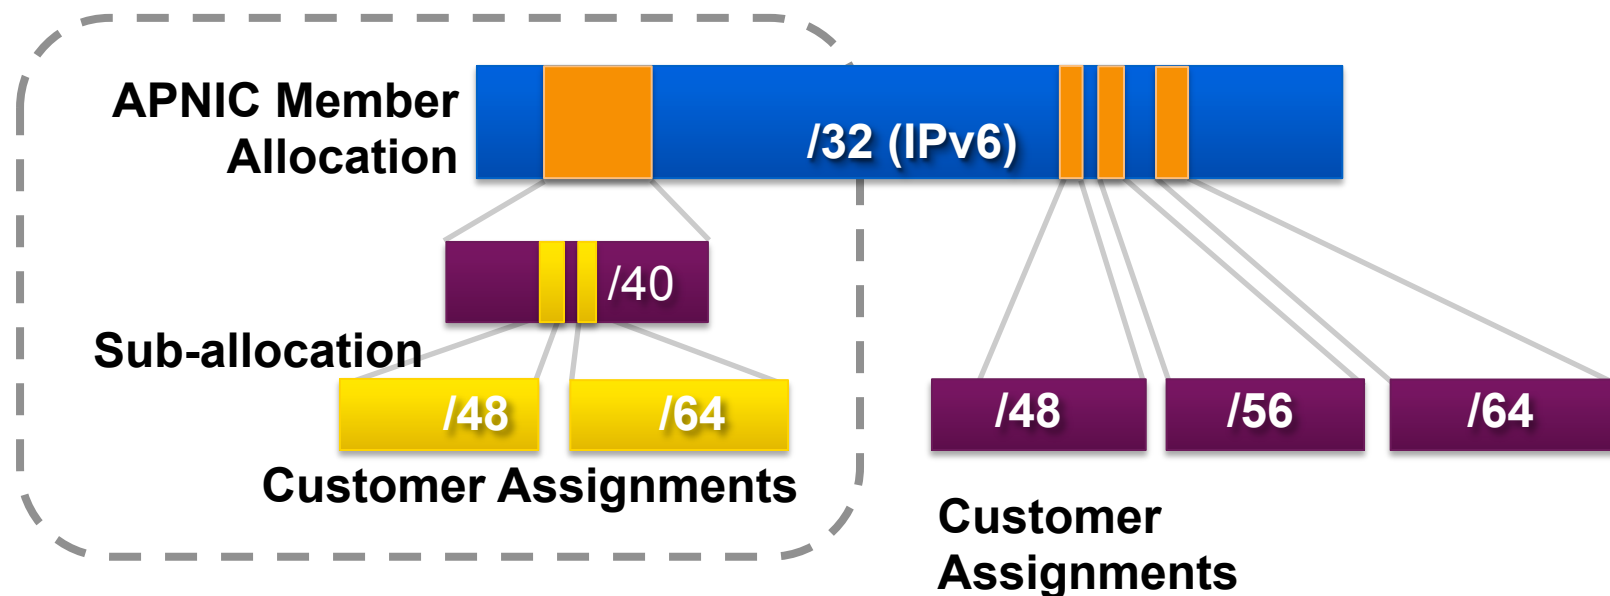 APNIC Member
Allocation
/32 (IPv6)
/40
Sub-allocation
/48
/64
Customer Assignments
/48
/56
/64
Customer
Assignments